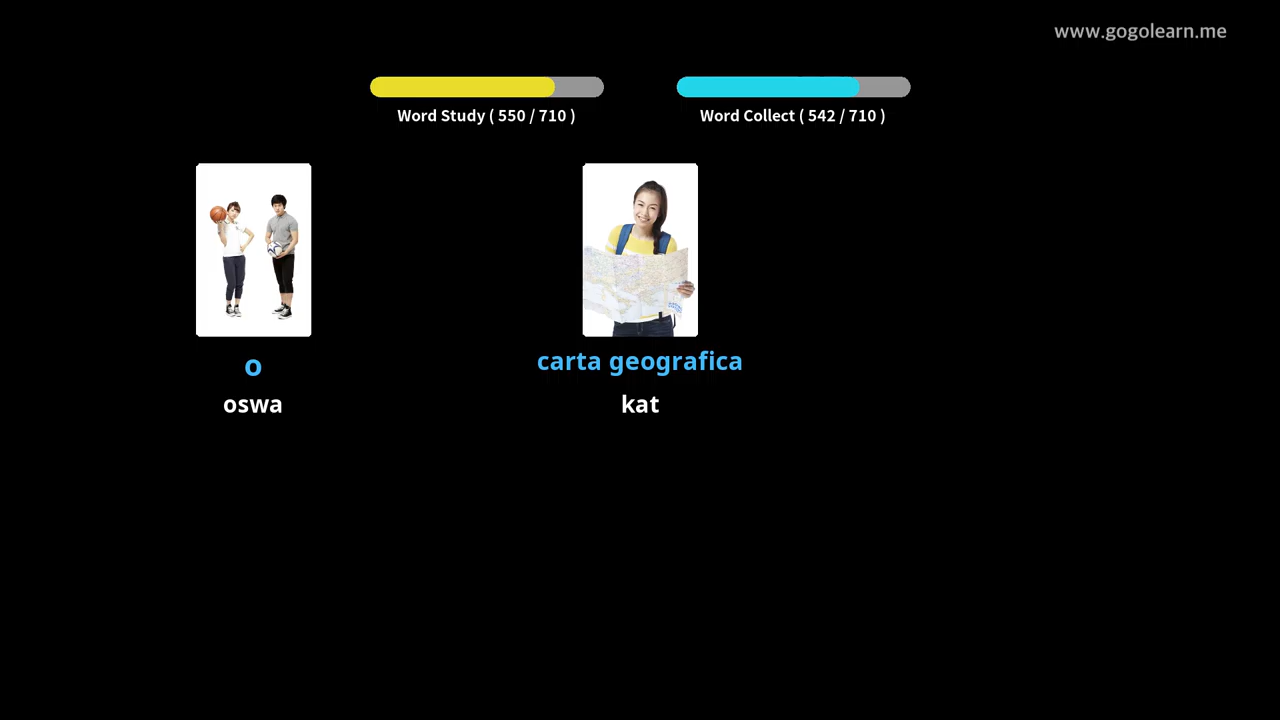 www.gogolearn.me
Word Study ( 550 / 710 )
Word Collect ( 542 / 710 )
o
oswa
carta geografica
kat